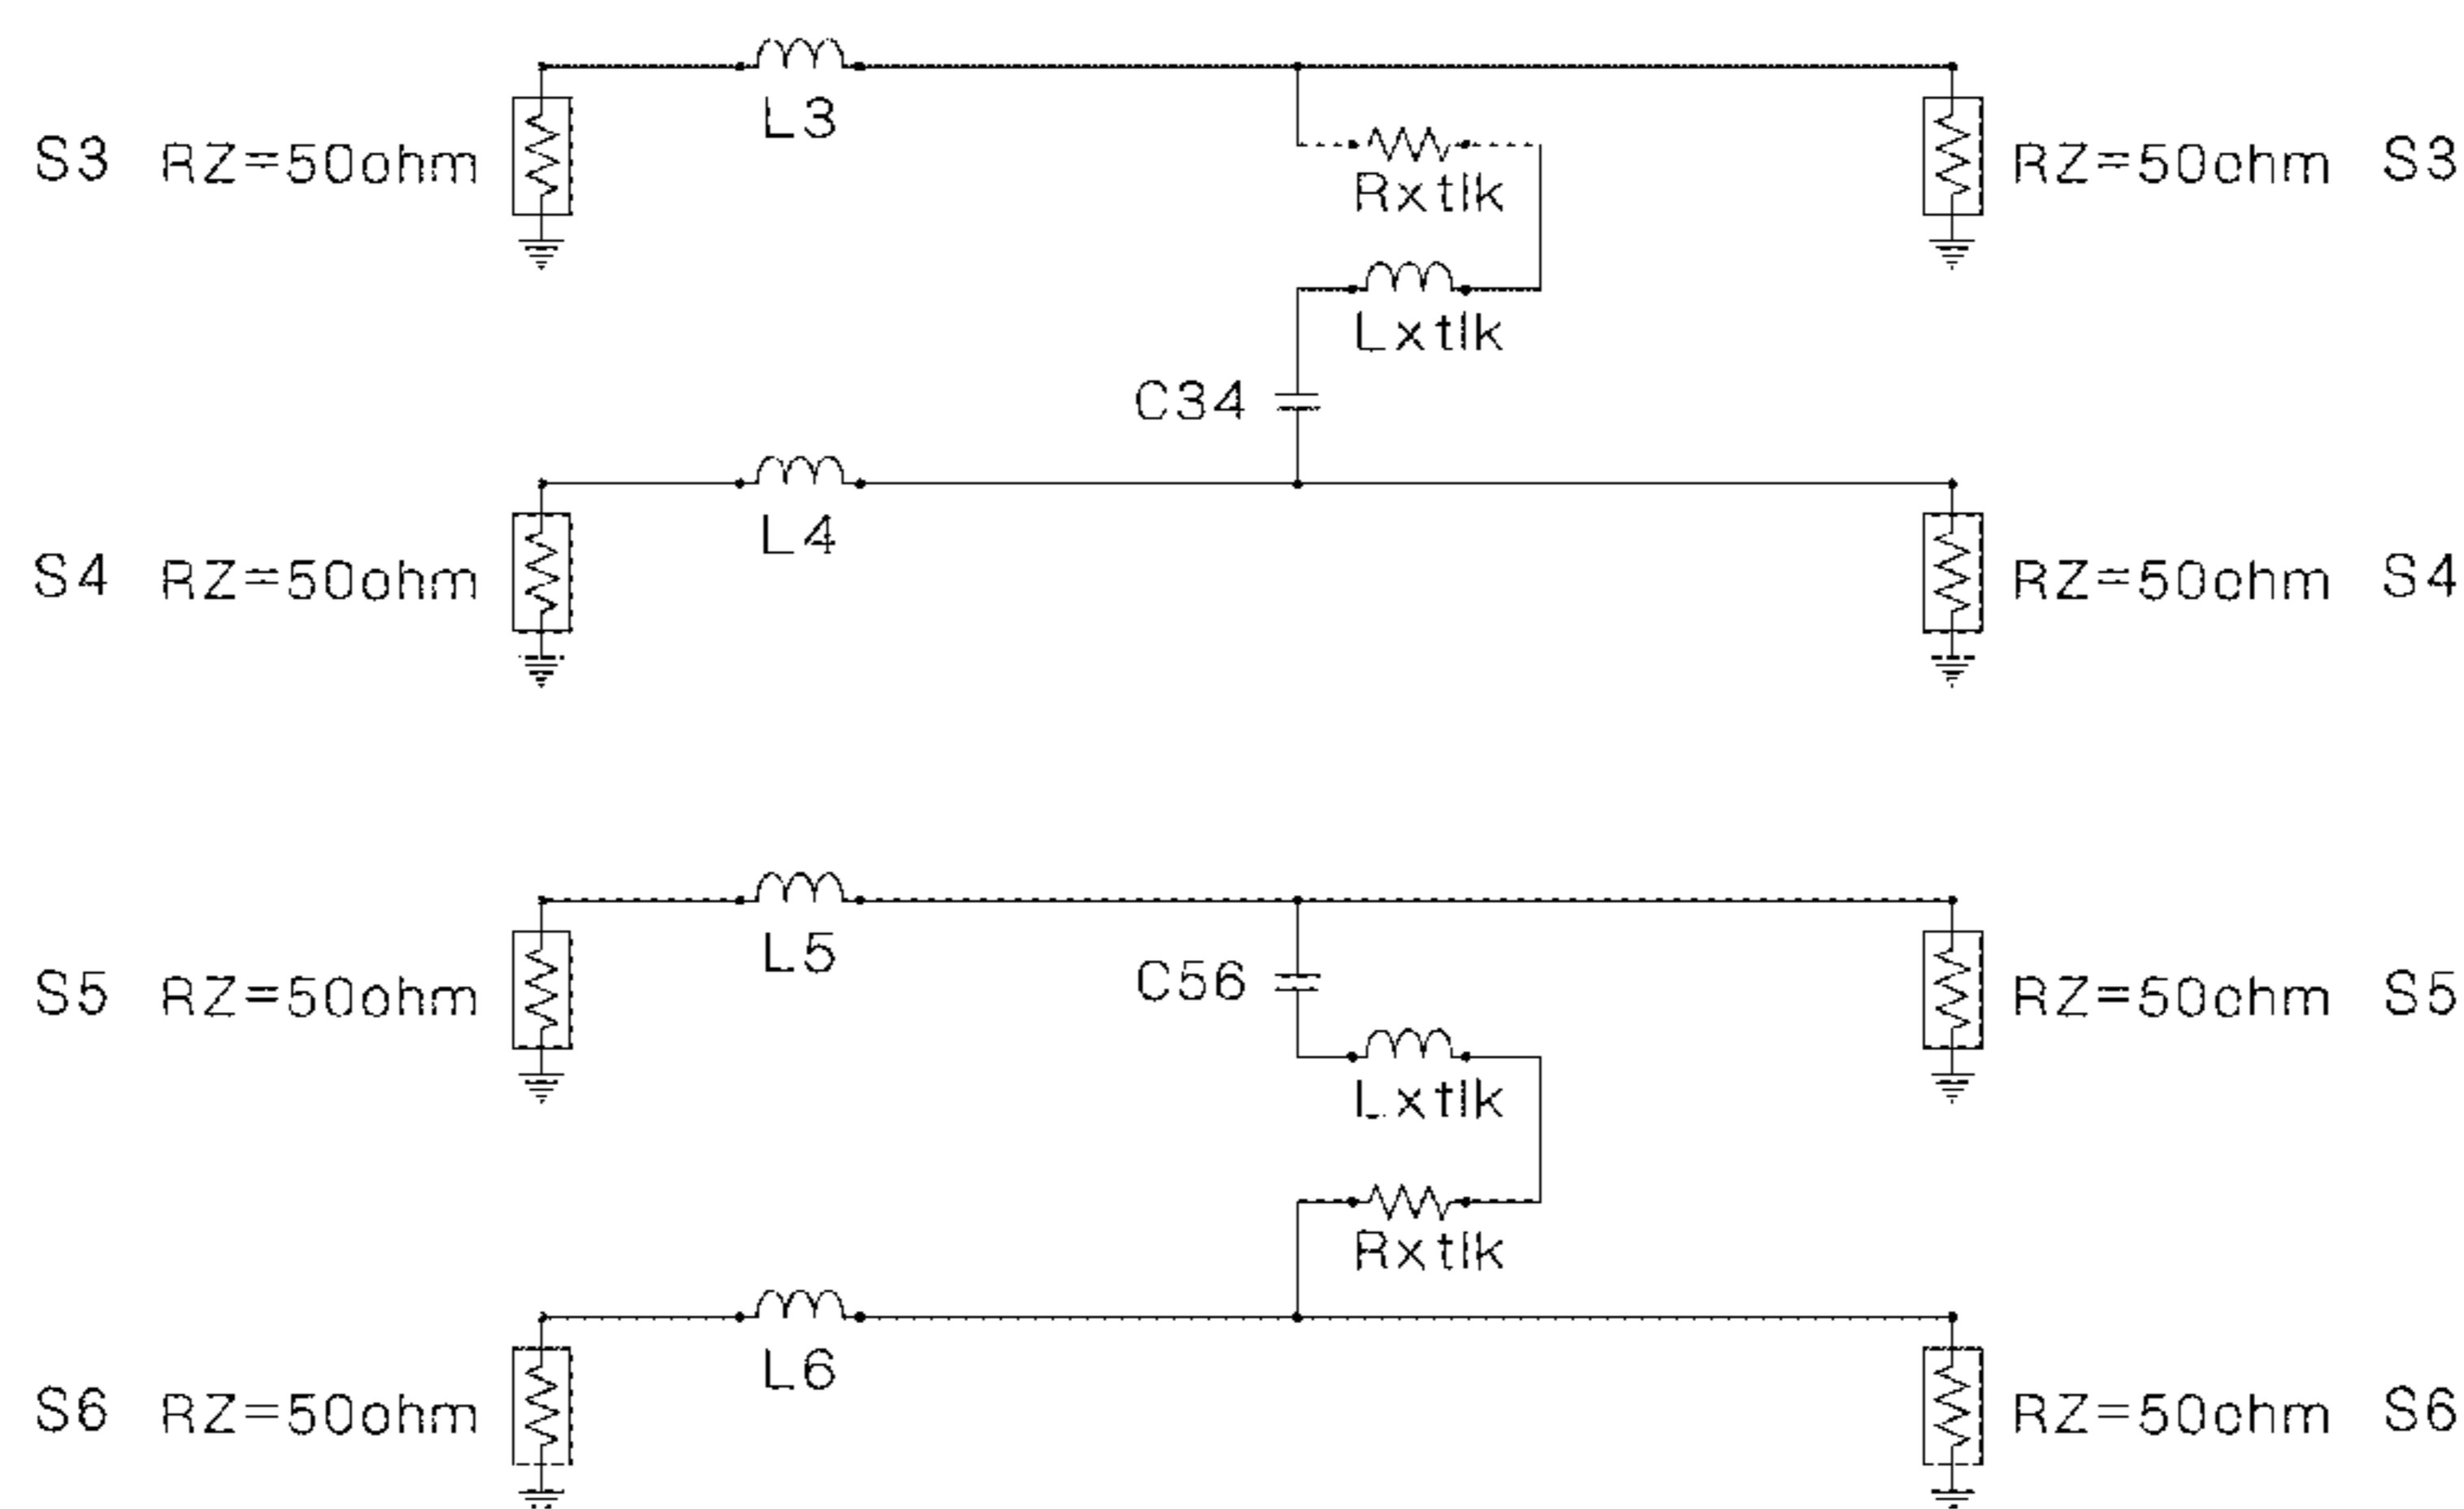 L3
S3 RZ=50ohm
Rxtlk
RZ=50ohm S3
Lxtlk
C34
L4
S4 RZ=50ohm
RZ=50ohm S4
L5
S5 RZ=50ohm
C56
RZ=50ohm S5
Lxtlk
Rxtlk
L6
S6 RZ=50ohm
RZ=50ohm S6